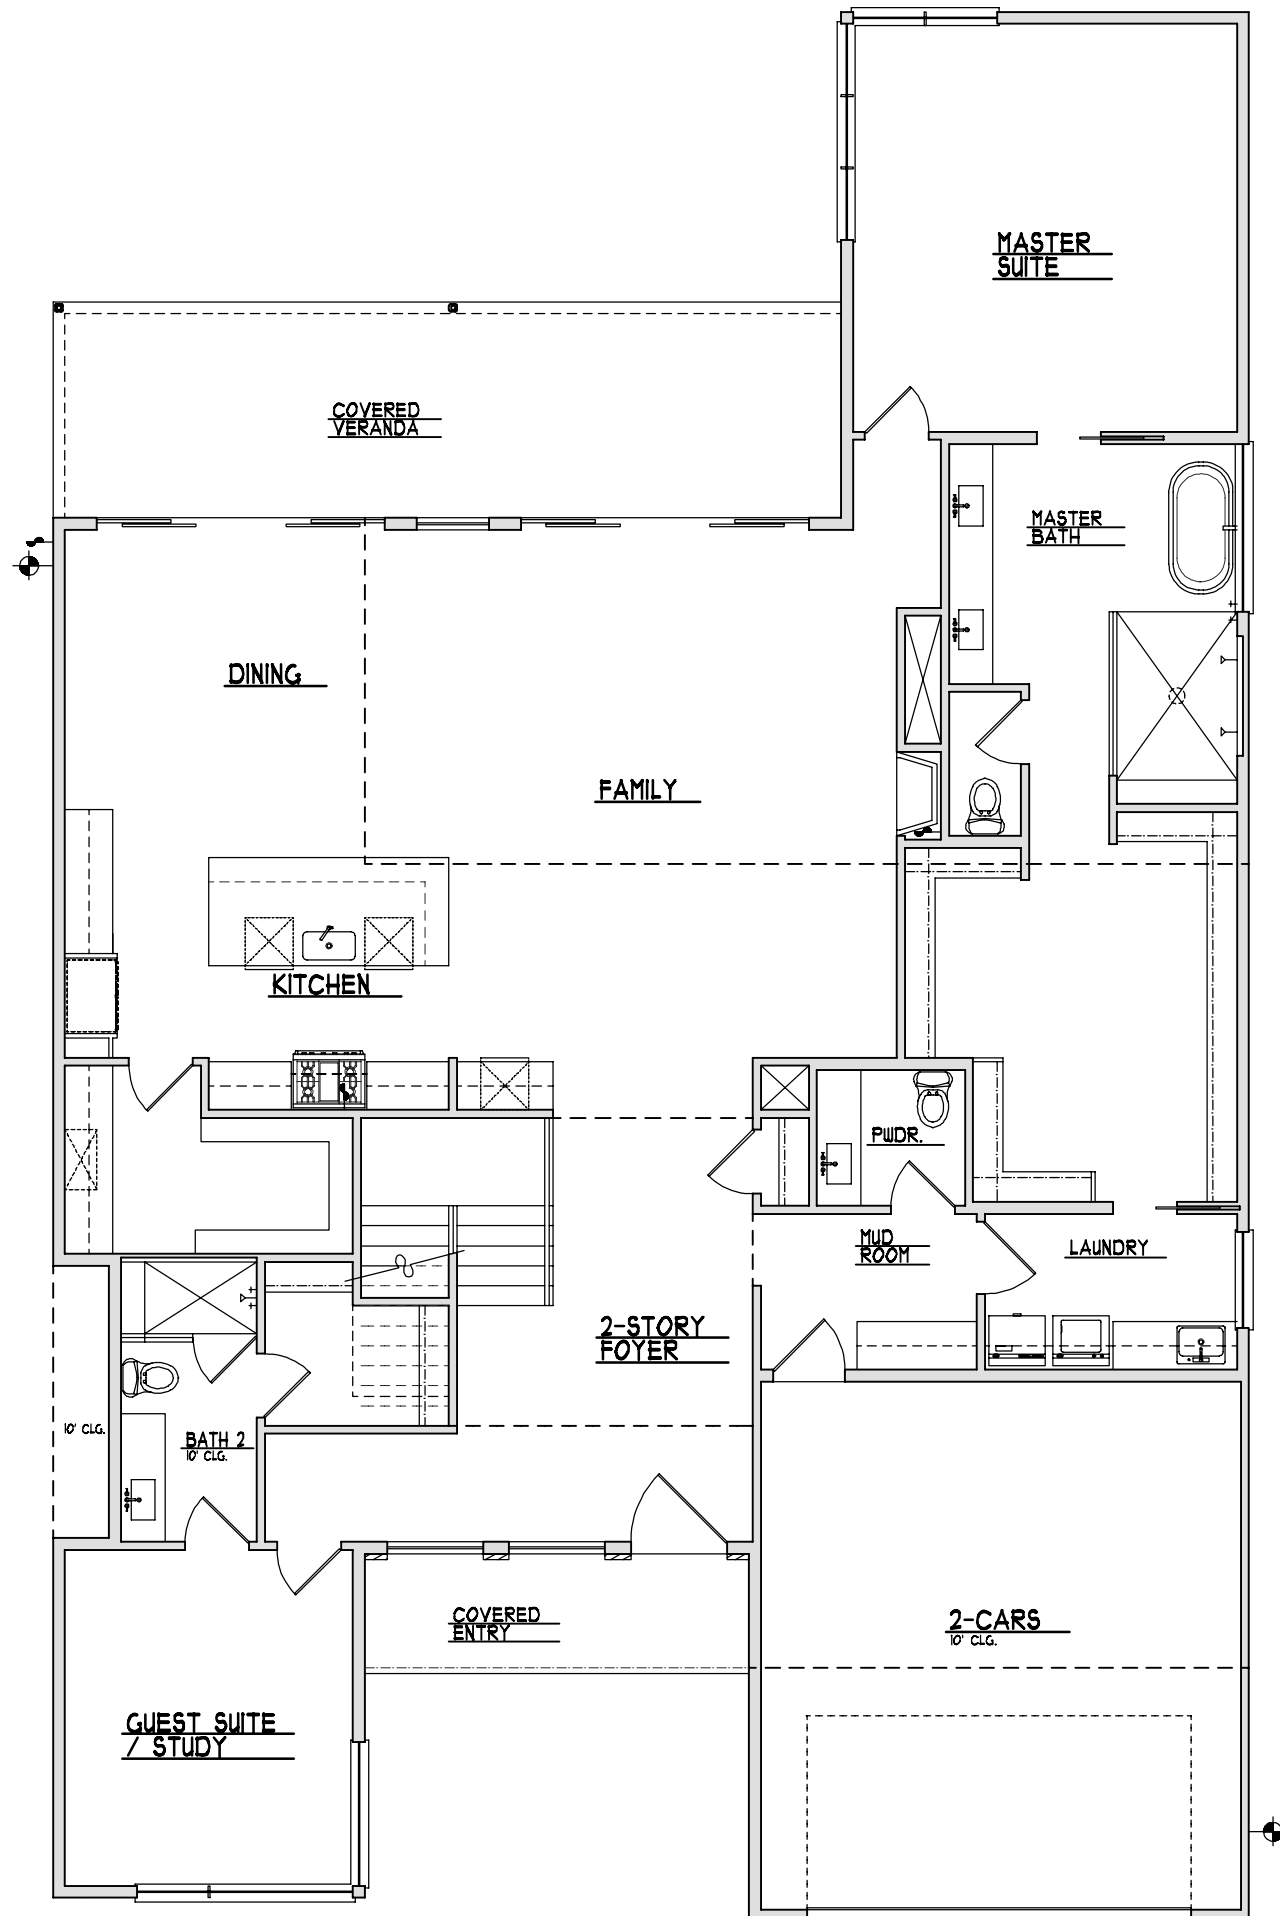 MASTER
SUITE
COVERED
VERANDA
MASTER
BATH
DINING
FAMILY
KITCHEN
PWDR.
MUD
ROOM
LAUNDRY
2-STORY
FOYER
10' CLG.
BATH 2
10' CLG.
COVERED
ENTRY
2-CARS
10' CLG.
GUEST SUITE
/ STUDY